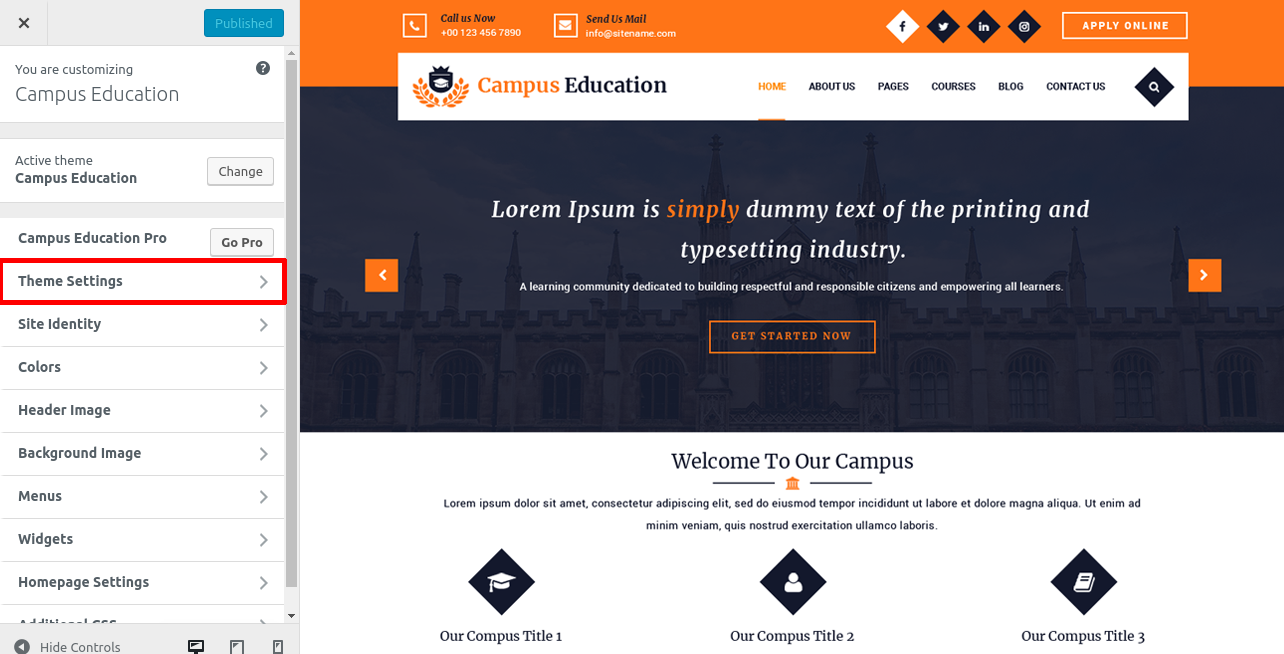 Published
You are customizing
Campus Education
Active theme
Campus Education
Change
Campus Education Pro
Go Pro
Theme Settings
Site Identity
Colors
Header Image
Background Image
Menus
Widgets
Homepage Settings
Additional CSS
Hide Controls
Call us Now
+00 123 456 7890
Send Us Mail
info@sitename.com
APPLY ONLINE
Campus Education
HOME ABOUT US PAGES COURSES BLOG CONTACT US
Lorem Ipsum is simply dummy text of the printing and
typesetting industry.
A learning community dedicated to building respectful and responsible citizens and empowering all learners.
GET STARTED NOW
Welcome To Our Campus
Lorem ipsum dolor sit amet, consectetur adipiscing elit, sed do eiusmod tempor incididunt ut labore et dolore magna aliqua. Ut enim ad
minim veniam, quis nostrud exercitation ullamco laboris.
Our Compus Title 1
Our Compus Title 2
Our Compus Title 3